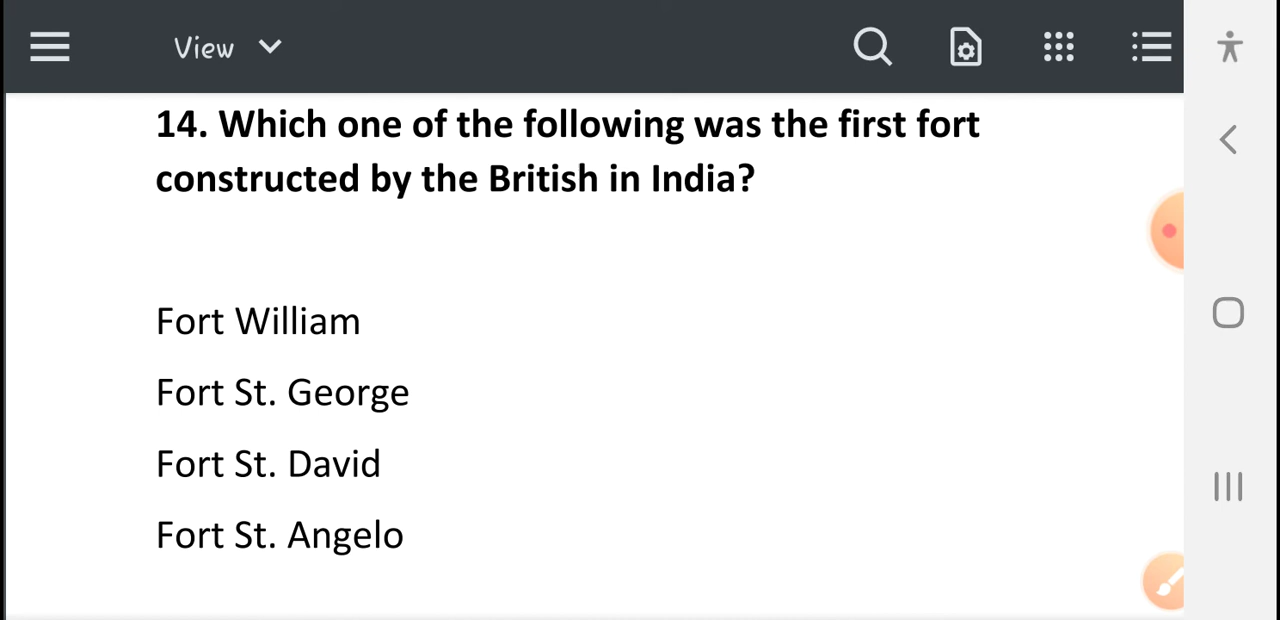 View
14. Which one of the following was the first fort
constructed by the British in India?
Fort William
Fort St. George
Fort St. David
Fort St. Angelo